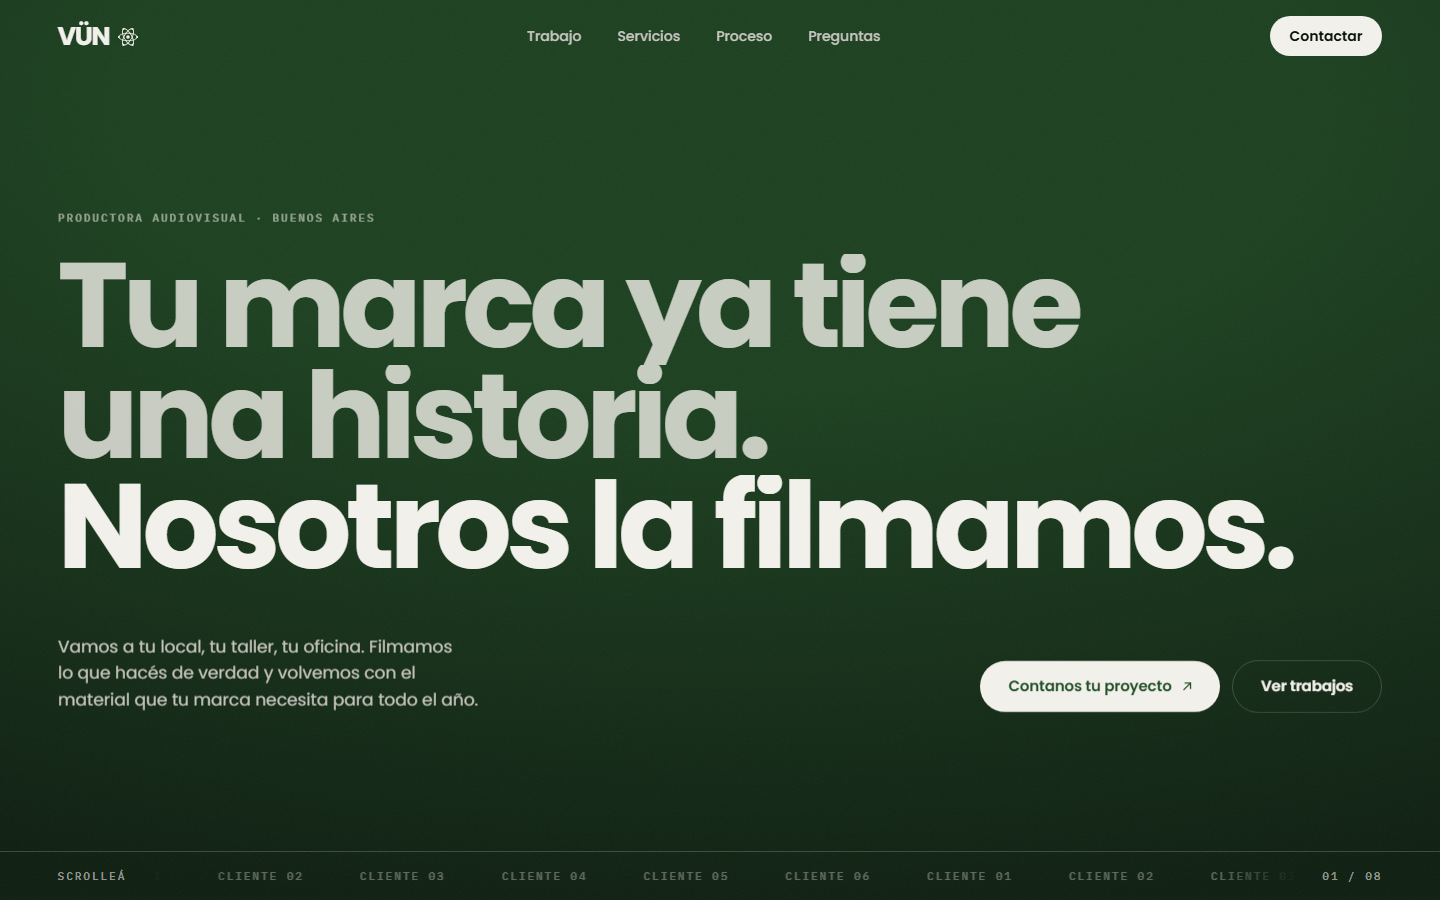 VÜN
Trabajo Servicios Proceso Preguntas
Contactar
PRODUCTORA AUDIOVISUAL · BUENOS AIRES
Tu marca ya tiene
una historia.
Nosotros la filmamos.
Vamos a tu local, tu taller, tu oficina. Filmamos
lo que hacés de verdad y volvemos con el
material que tu marca necesita para todo el año.
Contanos tu proyecto
Ver trabajos
SCROLLEÁ CLIENTE 02 CLIENTE 03 CLIENTE 04 CLIENTE 05 CLIENTE 06 CLIENTE 01 CLIENTE 02 CLIENTE 01 / 08